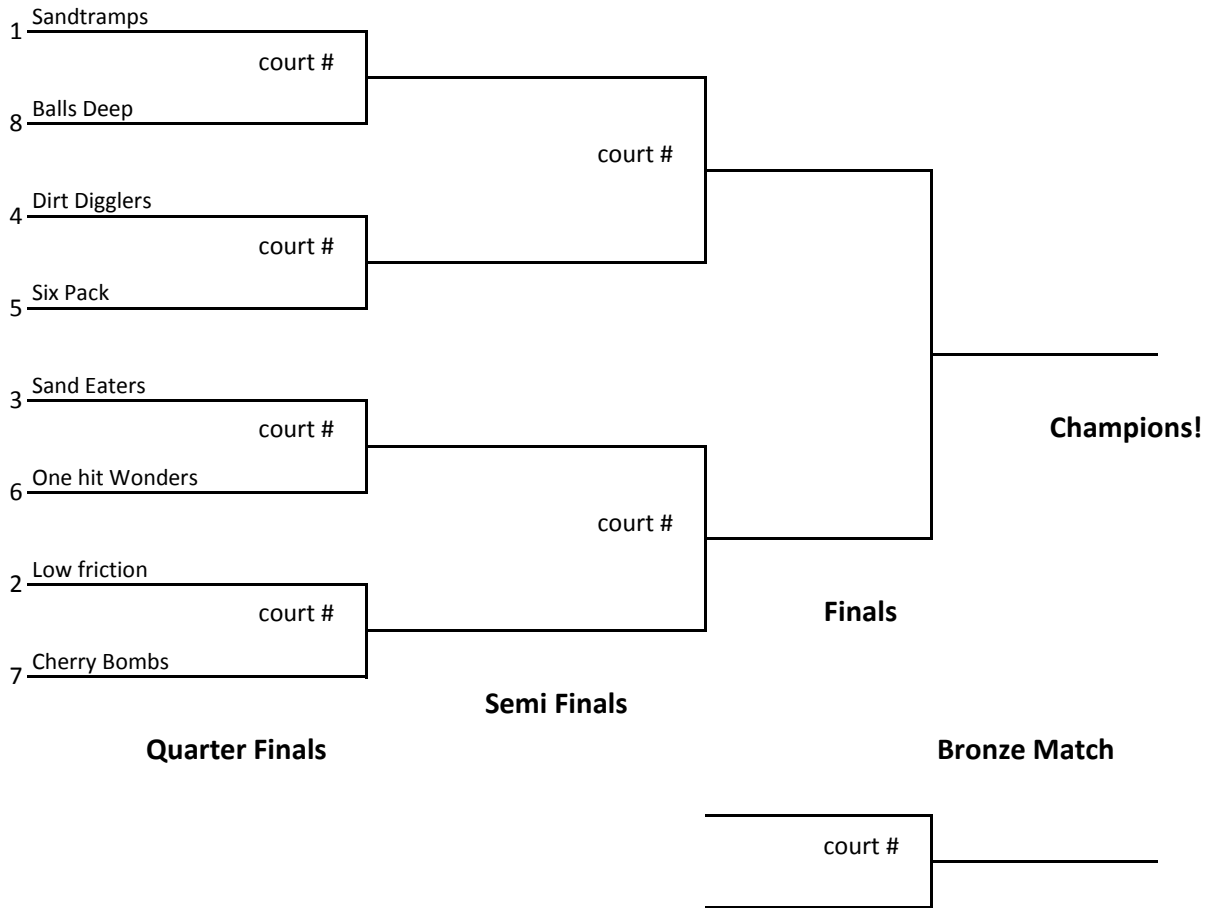 Sandtramps
1
court #
Balls Deep
8
court #
Dirt Digglers
4
court #
Six Pack
5
Sand Eaters
3
court #
Champions!
One hit Wonders
6
court #
Low friction
2
court #
Finals
Cherry Bombs
7
Semi Finals
Quarter Finals
Bronze Match
court #